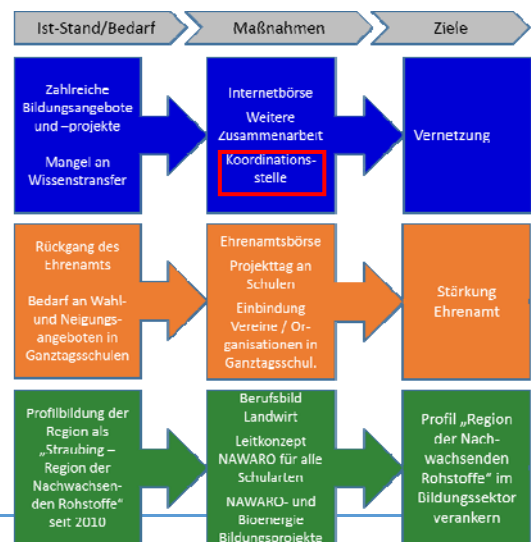 Ist-Stand/Bedarf
Maßnahmen
Ziele
Zahlreiche
Bildungsangebote
und –projekte
Mangel an
Wissenstransfer
Internetbörse
Weitere
Zusammenarbeit
Koordinations-
stelle
Vernetzung
Rückgang des
Ehrenamts
Bedarf an Wahl-
und Neigungs-
angeboten in
Ganztagsschulen
Ehrenamtsbörse
Projekttag an
Schulen
Einbindung
Vereine / Or-
ganisationen in
Ganztagsschul.
Stärkung
Ehrenamt
Profilbildung der
Region als
„Straubing –
Region der
Nachwachsen-
den Rohstoffe"
seit 2010
Berufsbild
Landwirt
Leitkonzept
NAWARO für alle
Schularten
NAWARO- und
Bioenergie
Bildungsprojekte
Profil „Region
der Nach-
wachsenden
Rohstoffe" im
Bildungssektor
verankern